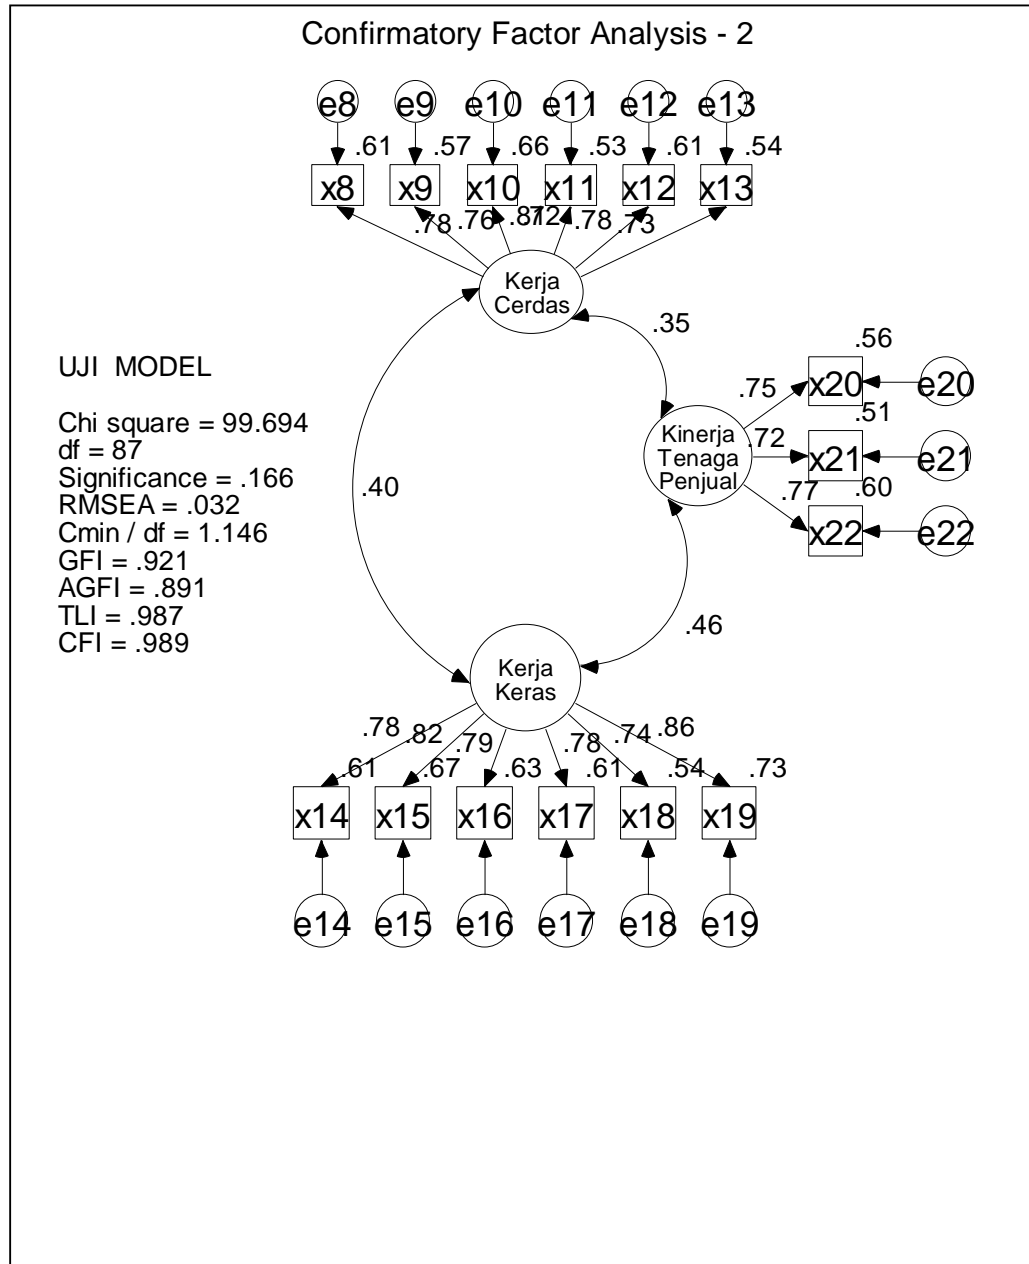 Confirmatory Factor Analysis - 2
e8 e9 e10 e11 e12 e13
.61 .57 .66 .53 .61 .54
x8 x9 x10 x11 x12 x13
.78 .76 .81 .72 .78 .73
Kerja
Cerdas
.35
UJI MODEL
Chi square = 99.694
df = 87
Significance = .166
RMSEA = .032
Cmin / df = 1.146
GFI = .921
AGFI = .891
TLI = .987
CFI = .989
.40
.56
.75 x20 e20
.51
Kinerja
Tenaga
Penjual
.72 x21 e21
.60
.77 x22 e22
.46
Kerja
Keras
.78 .82 .79 .78 .74 .86
.61 .67 .63 .61 .54 .73
x14 x15 x16 x17 x18 x19
e14 e15 e16 e17 e18 e19